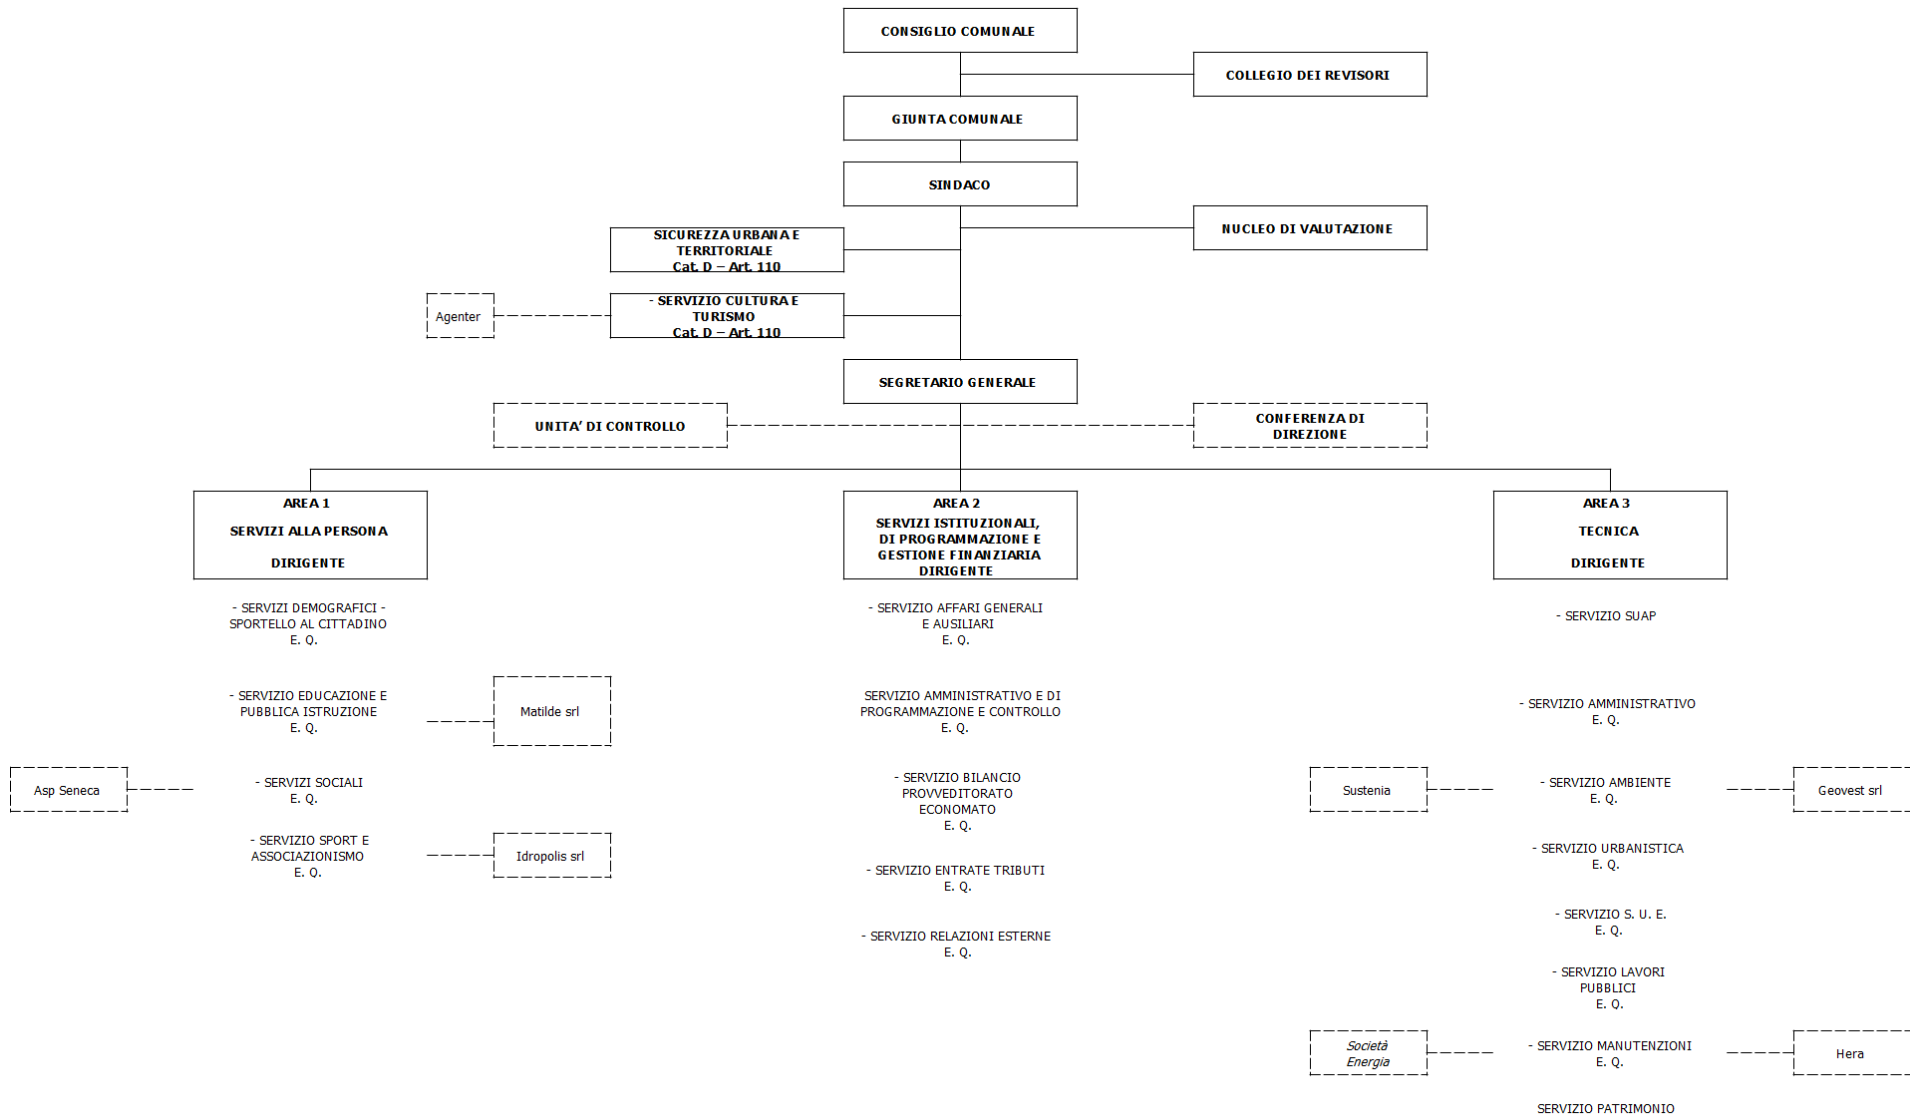 CONSIGLIO COMUNALE
COLLEGIO DEI REVISORI
GIUNTA COMUNALE
SINDACO
NUCLEO DI VALUTAZIONE
SICUREZZA URBANA E
TERRITORIALE
Cat. D – Art. 110
- SERVIZIO CULTURA E
TURISMO
Cat. D – Art. 110
Agenter
SEGRETARIO GENERALE
UNITA’ DI CONTROLLO
CONFERENZA DI
DIREZIONE
AREA 1
SERVIZI ALLA PERSONA
DIRIGENTE
AREA 2
SERVIZI ISTITUZIONALI,
DI PROGRAMMAZIONE E
GESTIONE FINANZIARIA
DIRIGENTE
AREA 3
TECNICA
DIRIGENTE
- SERVIZI DEMOGRAFICI -
SPORTELLO AL CITTADINO
E. Q.
- SERVIZIO EDUCAZIONE E
PUBBLICA ISTRUZIONE
E. Q.
Matilde srl
Asp Seneca
- SERVIZI SOCIALI
E. Q.
- SERVIZIO SPORT E
ASSOCIAZIONISMO
E. Q.
Idropolis srl
- SERVIZIO AFFARI GENERALI
E AUSILIARI
E. Q.
SERVIZIO AMMINISTRATIVO E DI
PROGRAMMAZIONE E CONTROLLO
E. Q.
- SERVIZIO BILANCIO
PROVVEDITORATO
ECONOMATO
E. Q.
- SERVIZIO ENTRATE TRIBUTI
E. Q.
- SERVIZIO RELAZIONI ESTERNE
E. Q.
- SERVIZIO SUAP
- SERVIZIO AMMINISTRATIVO
E. Q.
Sustenia
- SERVIZIO AMBIENTE
E. Q.
Geovest srl
- SERVIZIO URBANISTICA
E. Q.
- SERVIZIO S. U. E.
E. Q.
- SERVIZIO LAVORI
PUBBLICI
E. Q.
Società
Energia
- SERVIZIO MANUTENZIONI
E. Q.
Hera
SERVIZIO PATRIMONIO